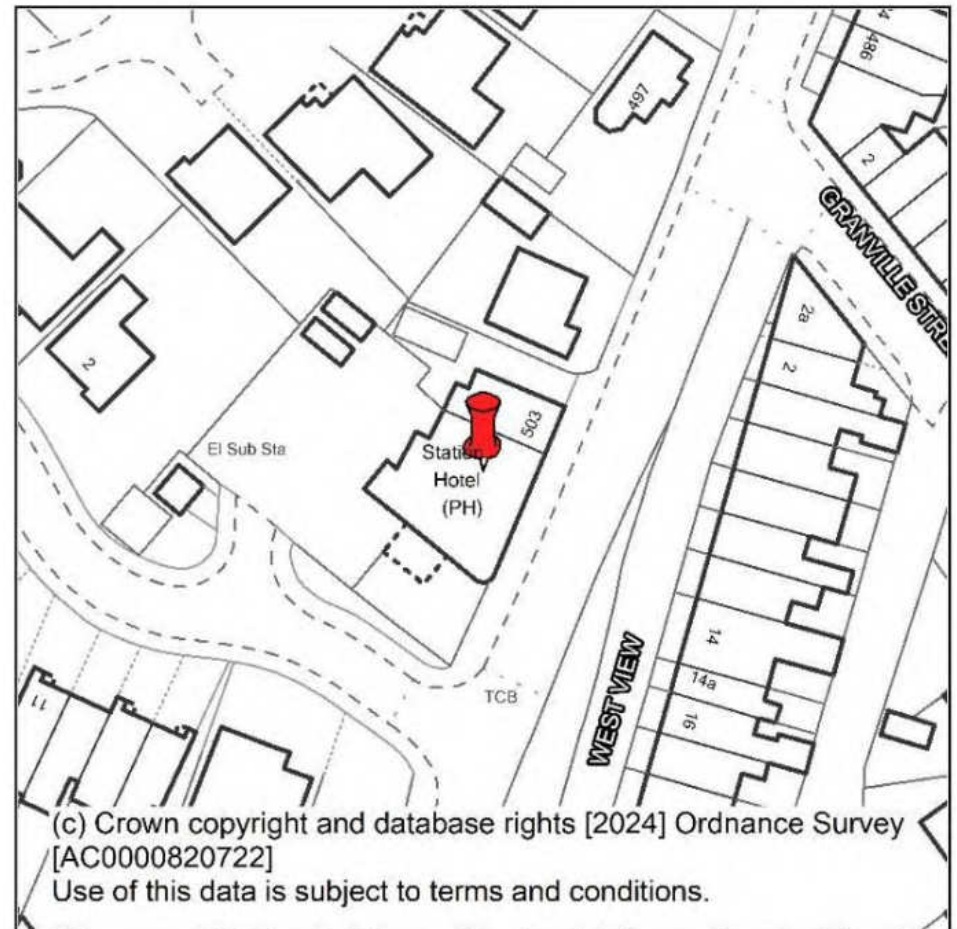 486
497
2
GRANVILLE STRE
2a
2
2
503
El Sub Sta
Station
Hotel
(PH)
14
14a
16
TCB
WEST VIEW
11
(c) Crown copyright and database rights [2024] Ordnance Survey
[AC0000820722]
Use of this data is subject to terms and conditions.